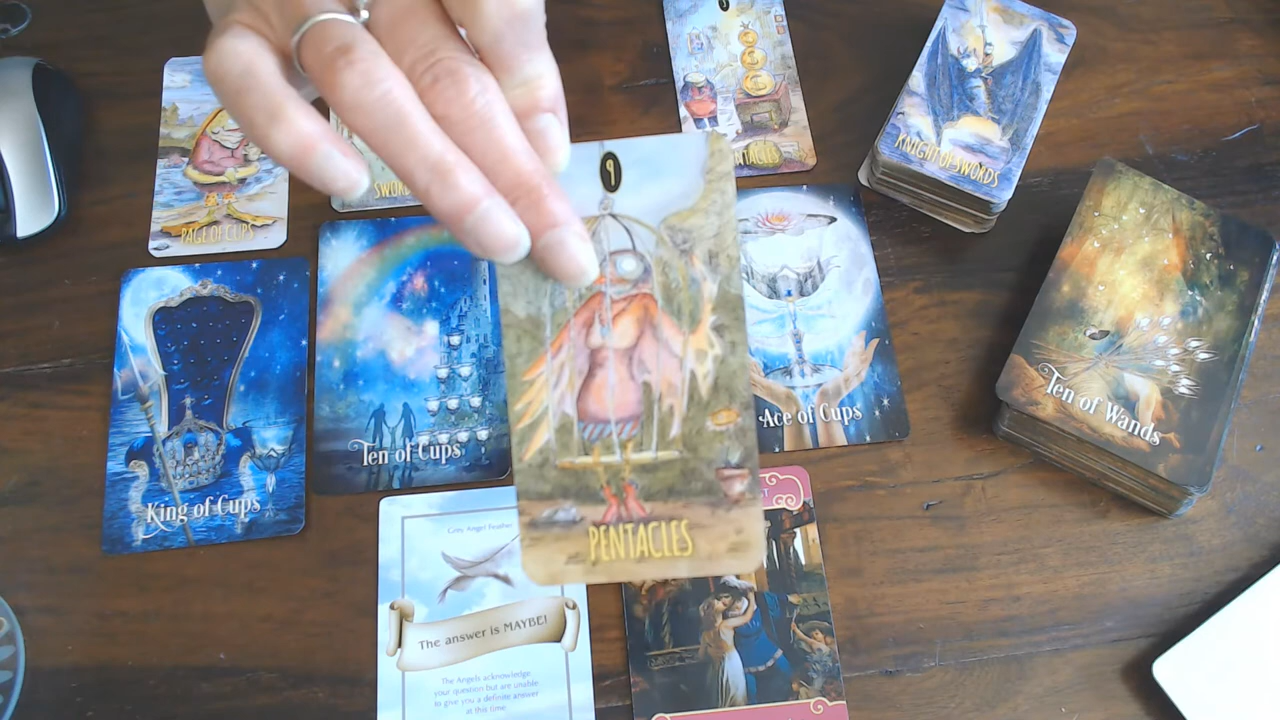 KNIGHT OF SWORDS
PAGE OF CUPS
9
King of Cups
Ten of Cups
PENTACLES
Ace of Cups
Ten of Wands
Grey Angel Feather
The answer is MAYBE!
The Angels acknowledge
your question but are unable
to give you a definite answer
at this time.